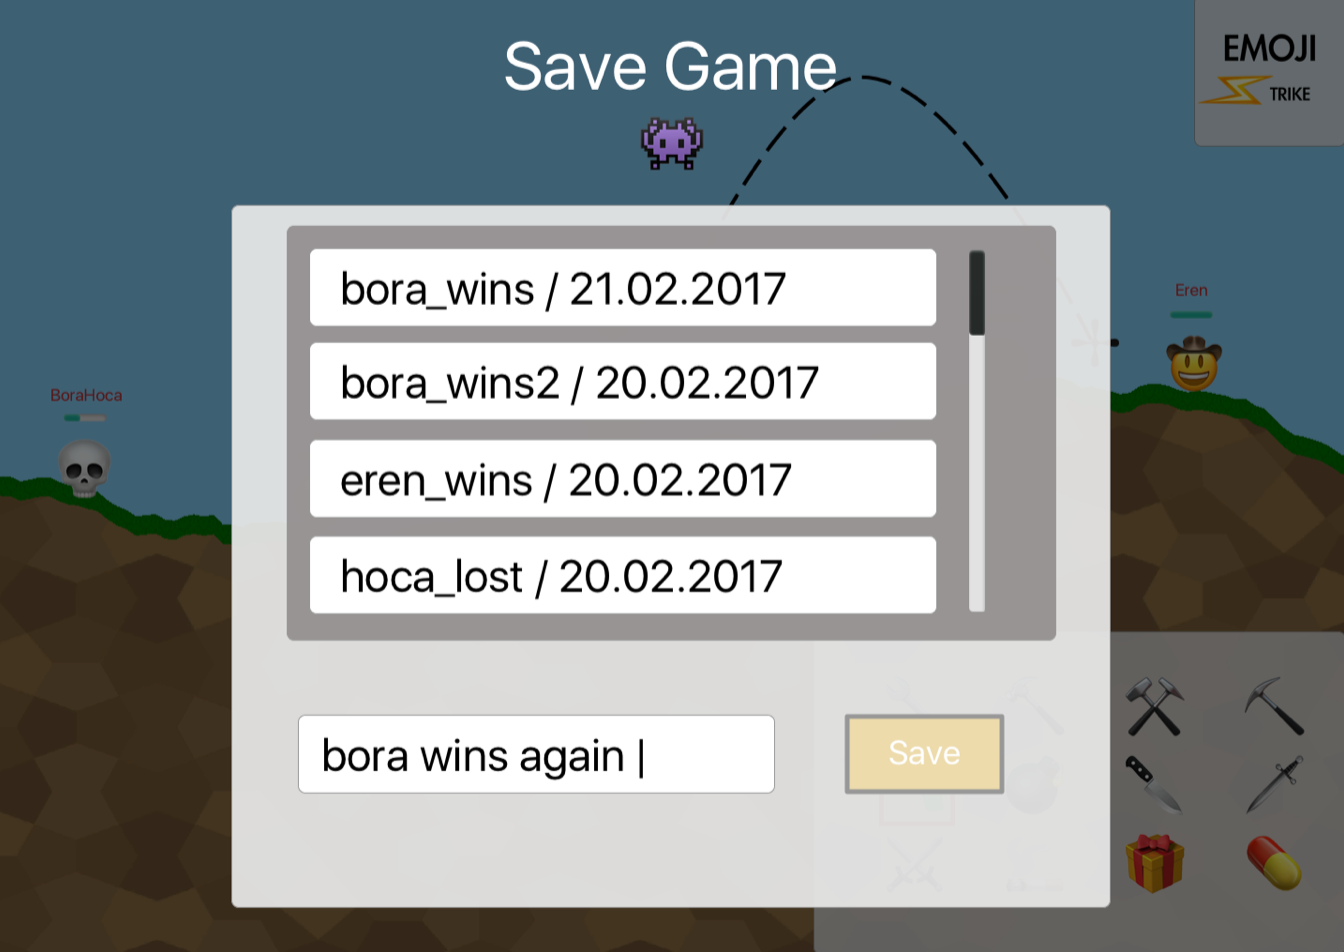 Save Game
EMOJI
TRIKE
bora_wins / 21.02.2017
bora_wins2 / 20.02.2017
eren_wins / 20.02.2017
hoca_lost / 20.02.2017
Eren
BoraHoca
bora wins again |
Save